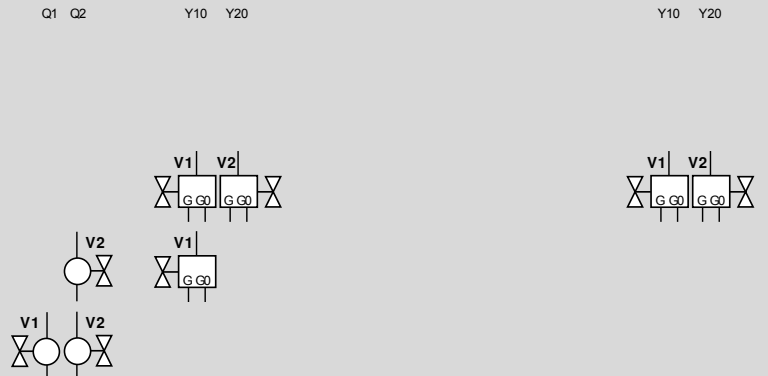 Q1 Q2 Y10 Y20 Y10 Y20
V1 V2 V1 V2
G G0 G G0 G G0 G G0
V2 V1
G G0
V1 V2